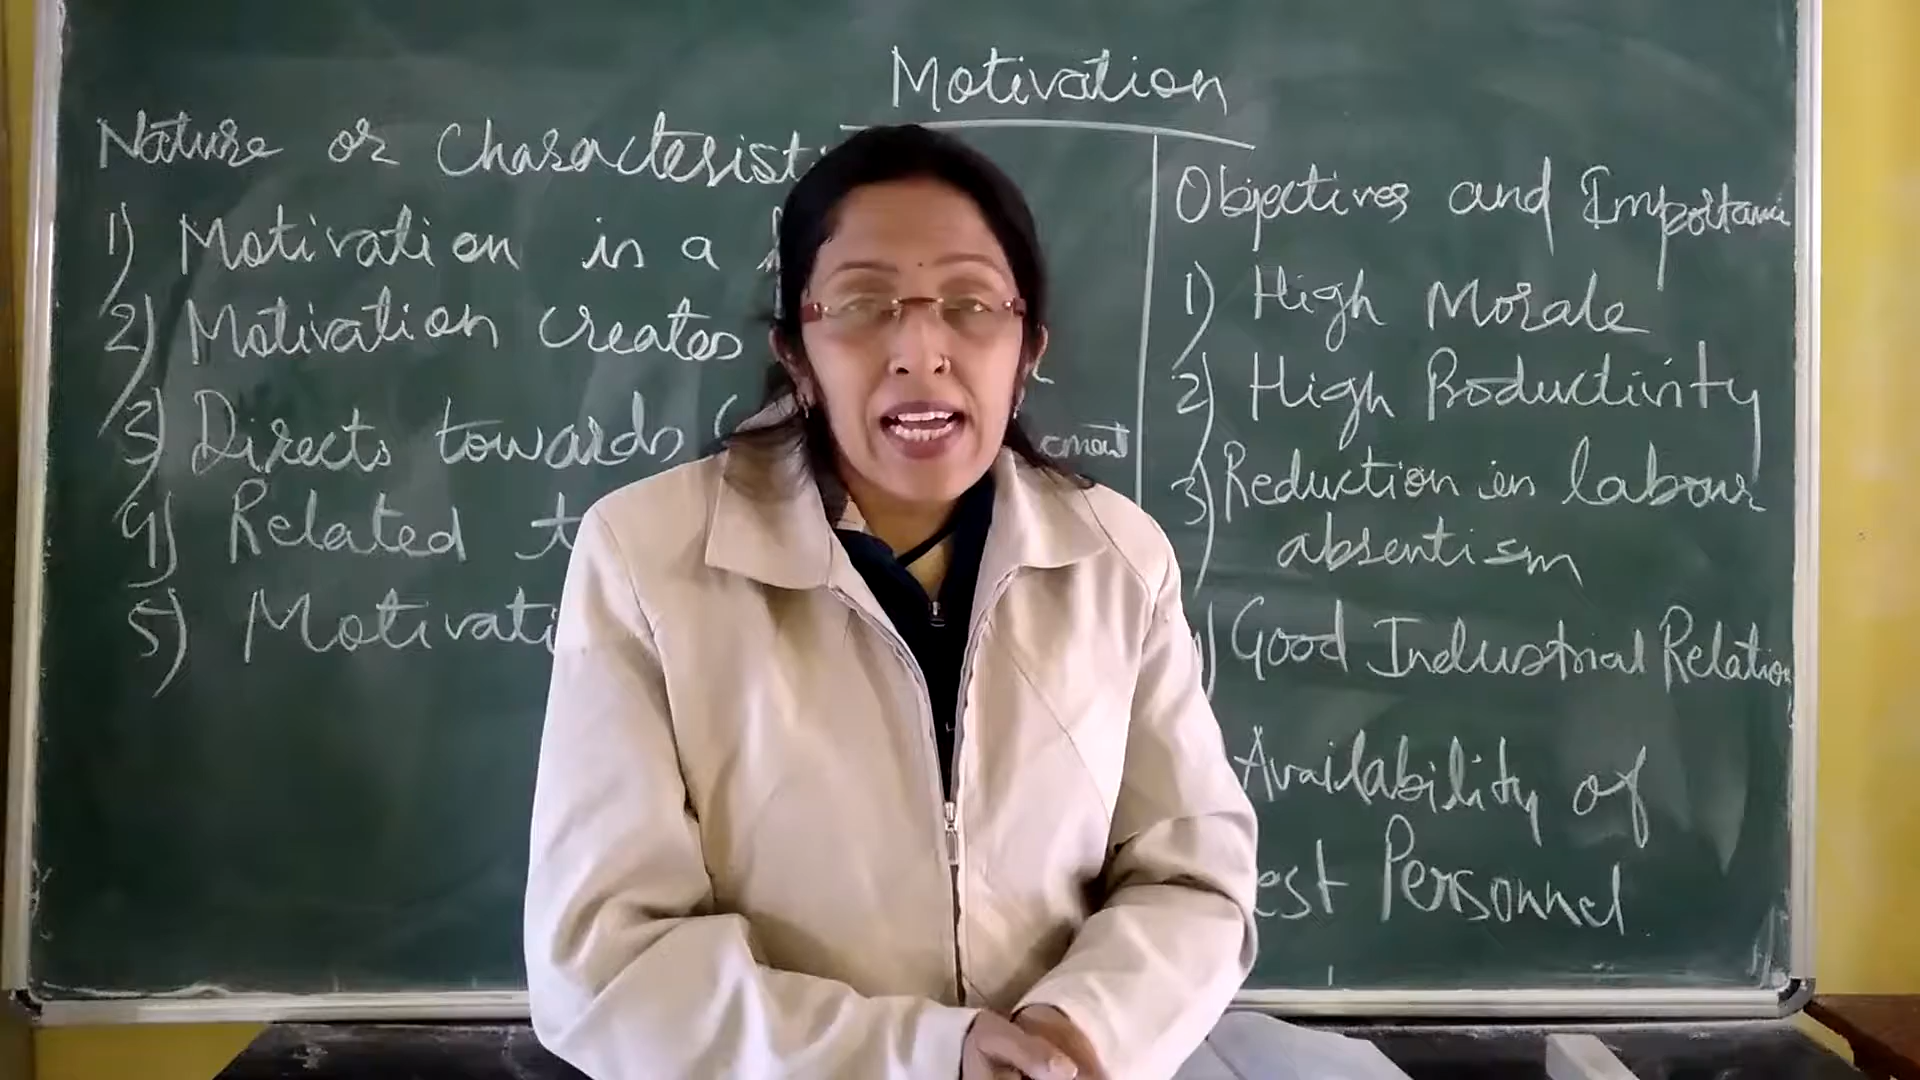 Motivation
Nature or Characteristi
1) Motivation is a
2) Motivation creates
3) Directs towards
4) Related
5) Motivati
Objectives and Importance
1) High Morale
2) High Productivity
3) Reduction in labour
absentism
Good Industrial Relation
Availability of
est Personnel